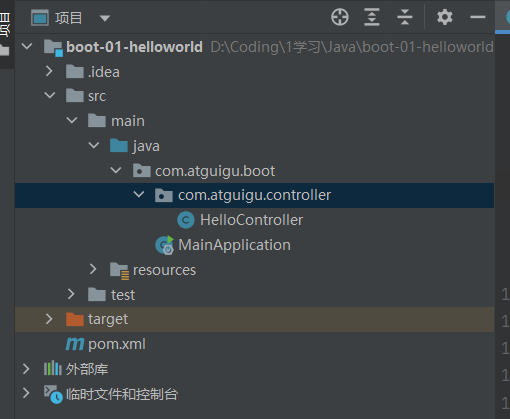 项目
项目
boot-01-helloworld D:\Coding\1学习\Java\boot-01-helloworld
.idea
src
main
java
com.atguigu.boot
com.atguigu.controller
HelloController
MainApplication
resources
test
target
pom.xml
外部库
临时文件和控制台